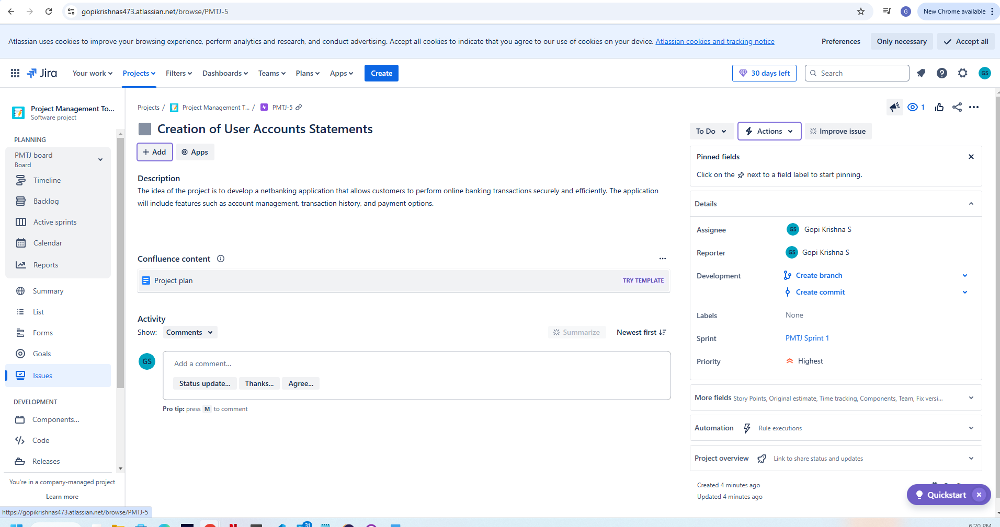 gopikrishnas473.atlassian.net/browse/PMTJ-5
G
New Chrome available
Atlassian uses cookies to improve your browsing experience, perform analytics and research, and conduct advertising. Accept all cookies to indicate that you agree to our use of cookies on your device. Atlassian cookies and tracking notice
Preferences
Only necessary
Accept all
Jira
Your work
Projects
Filters
Dashboards
Teams
Plans
Apps
Create
30 days left
Search
GS
Project Management To...
Software project
PLANNING
PMTJ board
Board
Timeline
Backlog
Active sprints
Calendar
Reports
Summary
List
Forms
Goals
Issues
DEVELOPMENT
Components...
Code
Releases
You're in a company-managed project
Learn more
https://gopikrishnas473.atlassian.net/browse/PMTJ-5
Projects / Project Management T... / PMTJ-5
1
Creation of User Accounts Statements
+ Add
Apps
Description
The idea of the project is to develop a netbanking application that allows customers to perform online banking transactions securely and efficiently. The application
will include features such as account management, transaction history, and payment options.
Confluence content
Project plan
TRY TEMPLATE
Activity
Show: Comments
Summarize
Newest first
GS
Add a comment...
Status update...
Thanks...
Agree...
Pro tip: press M to comment
To Do
Actions
Improve issue
Pinned fields
Click on the next to a field label to start pinning.
Details
Assignee
GS Gopi Krishna S
Reporter
GS Gopi Krishna S
Development
Create branch
Create commit
Labels
None
Sprint
PMTJ Sprint 1
Priority
Highest
More fields Story Points, Original estimate, Time tracking, Components, Team, Fix versi...
Automation
Rule executions
Project overview
Link to share status and updates
Created 4 minutes ago
Updated 4 minutes ago
Quickstart
31
6:20 PM